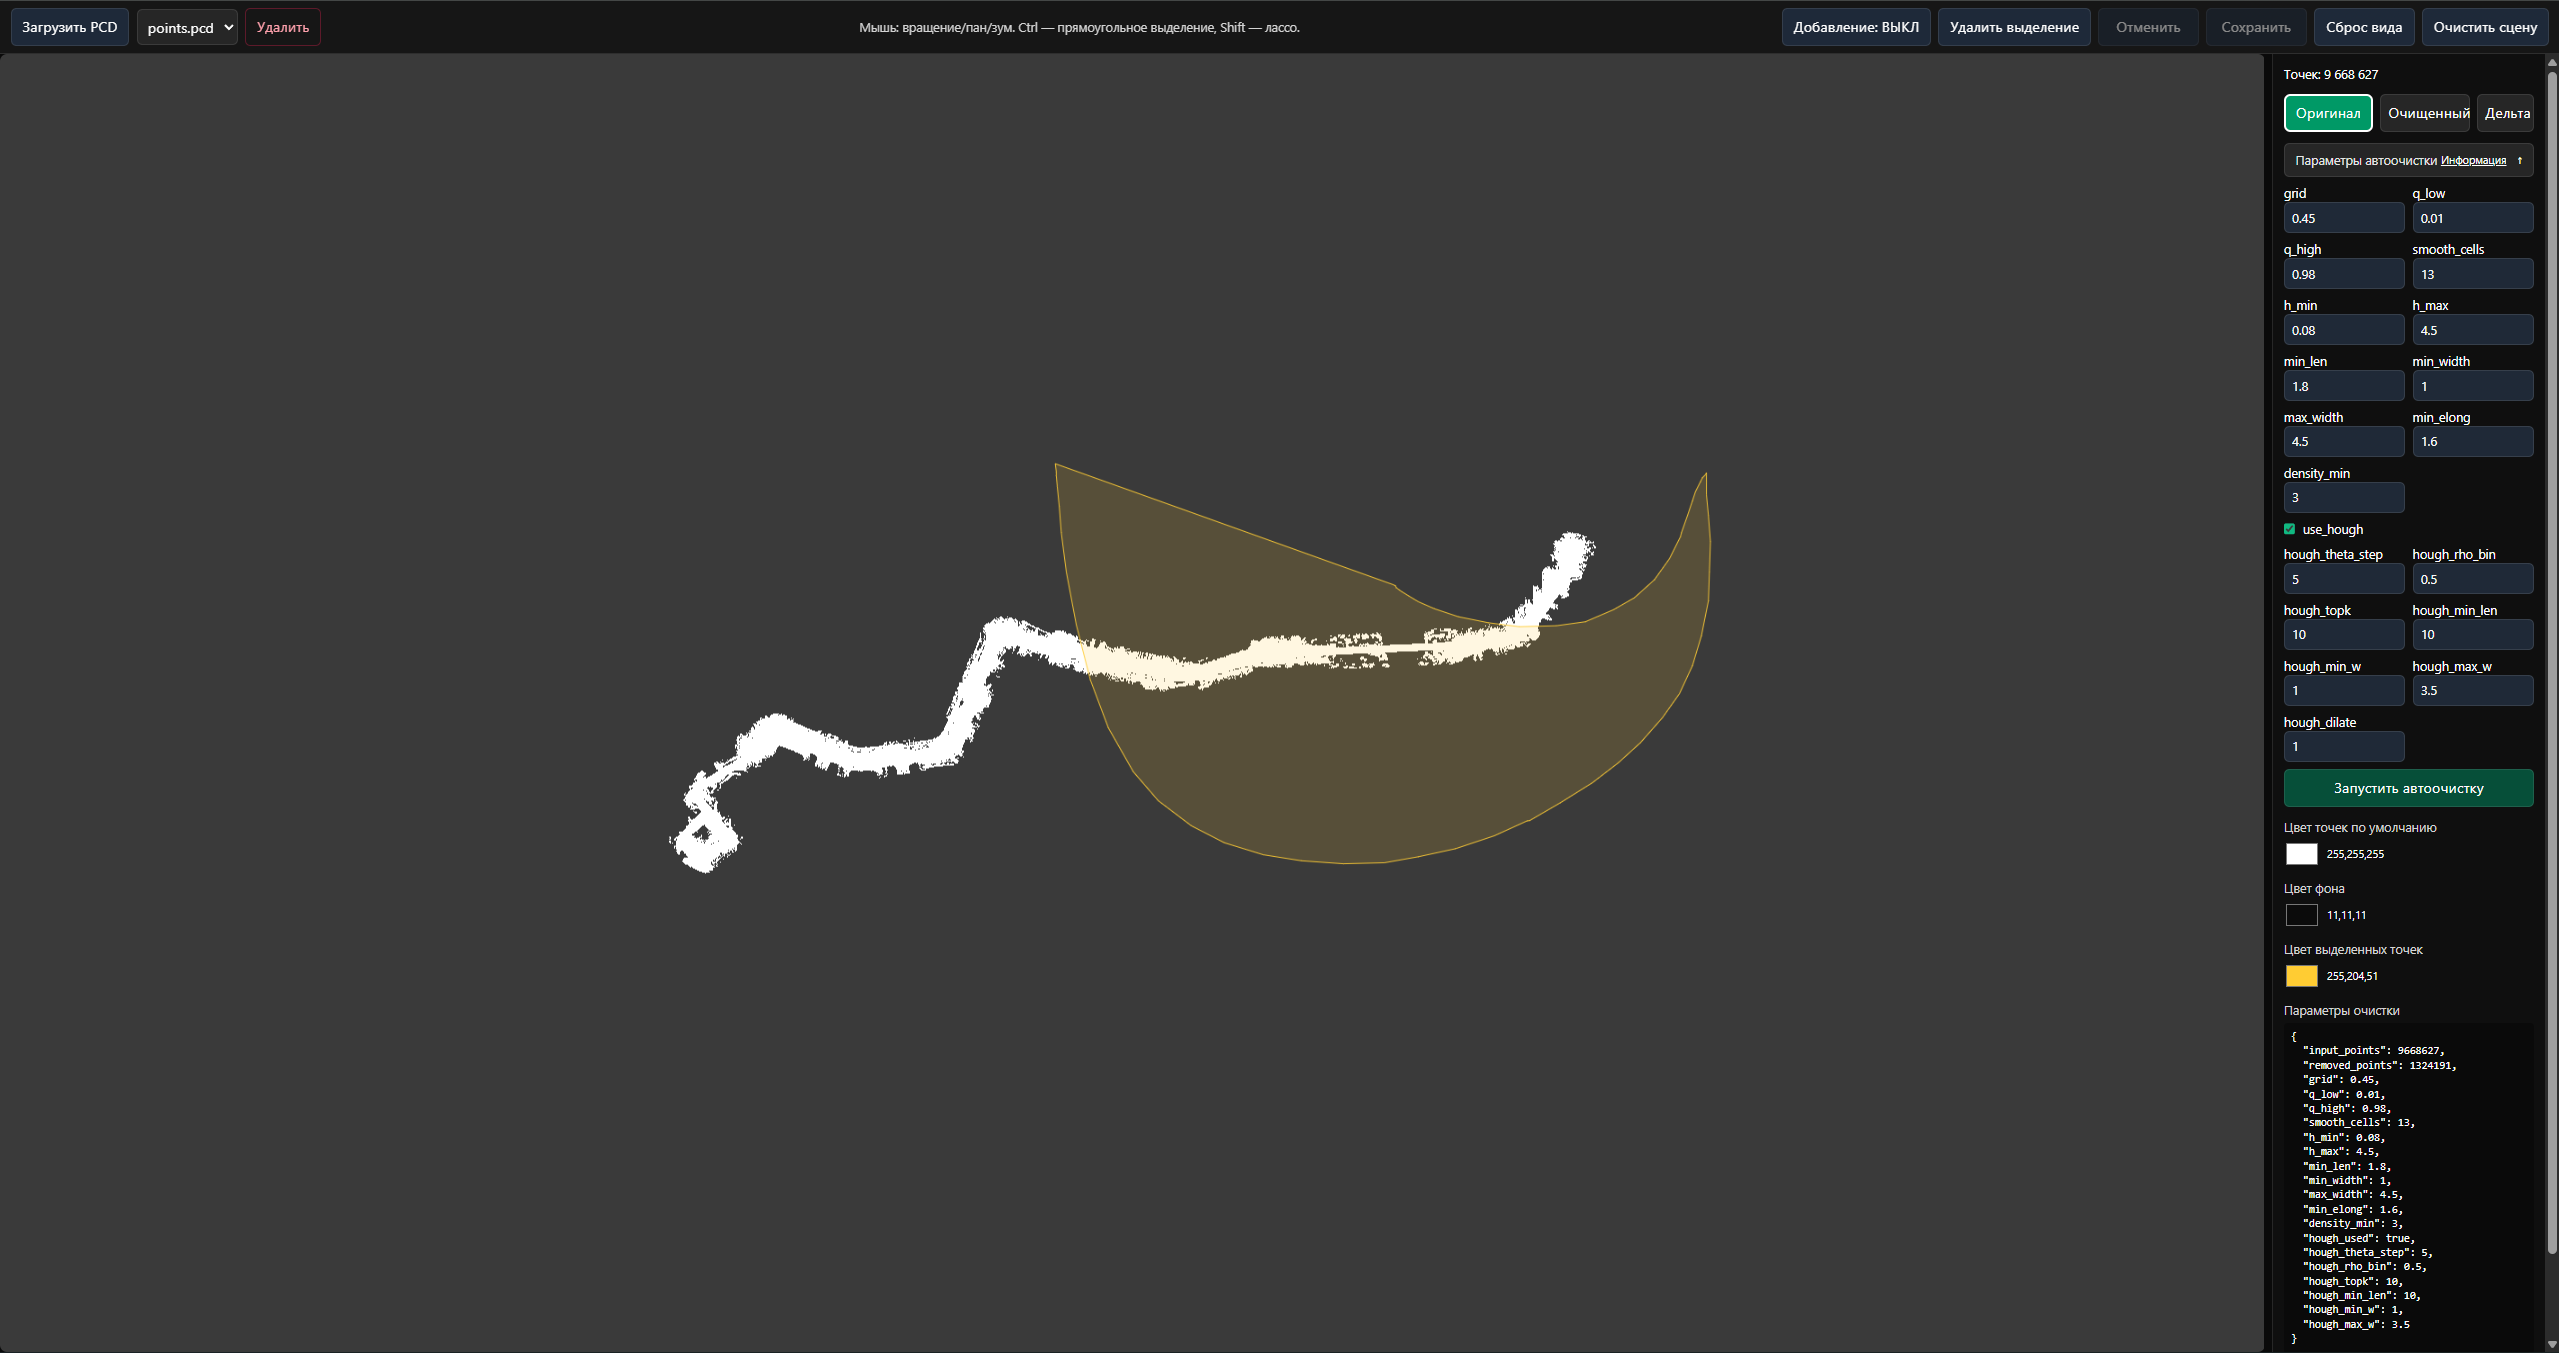 Загрузить PCD points.pcd Удалить Мышь: вращение/пан/зум. Ctrl — прямоугольное выделение, Shift — лассо. Добавление: ВЫКЛ Удалить выделение Отменить Сохранить Сброс вида Очистить сцену
Точек: 9 668 627
Оригинал Очищенный Дельта
Параметры автоочистки Информация ↑
grid q_low
0.45 0.01
q_high smooth_cells
0.98 13
h_min h_max
0.08 4.5
min_len min_width
1.8 1
max_width min_elong
4.5 1.6
density_min
3
use_hough
hough_theta_step hough_rho_bin
5 0.5
hough_topk hough_min_len
10 10
hough_min_w hough_max_w
1 3.5
hough_dilate
1
Запустить автоочистку
Цвет точек по умолчанию
255,255,255
Цвет фона
11,11,11
Цвет выделенных точек
255,204,51
Параметры очистки
{
"input_points": 9668627,
"removed_points": 1324191,
"grid": 0.45,
"q_low": 0.01,
"q_high": 0.98,
"smooth_cells": 13,
"h_min": 0.08,
"h_max": 4.5,
"min_len": 1.8,
"min_width": 1,
"max_width": 4.5,
"min_elong": 1.6,
"density_min": 3,
"hough_used": true,
"hough_theta_step": 5,
"hough_rho_bin": 0.5,
"hough_topk": 10,
"hough_min_len": 10,
"hough_min_w": 1,
"hough_max_w": 3.5
}